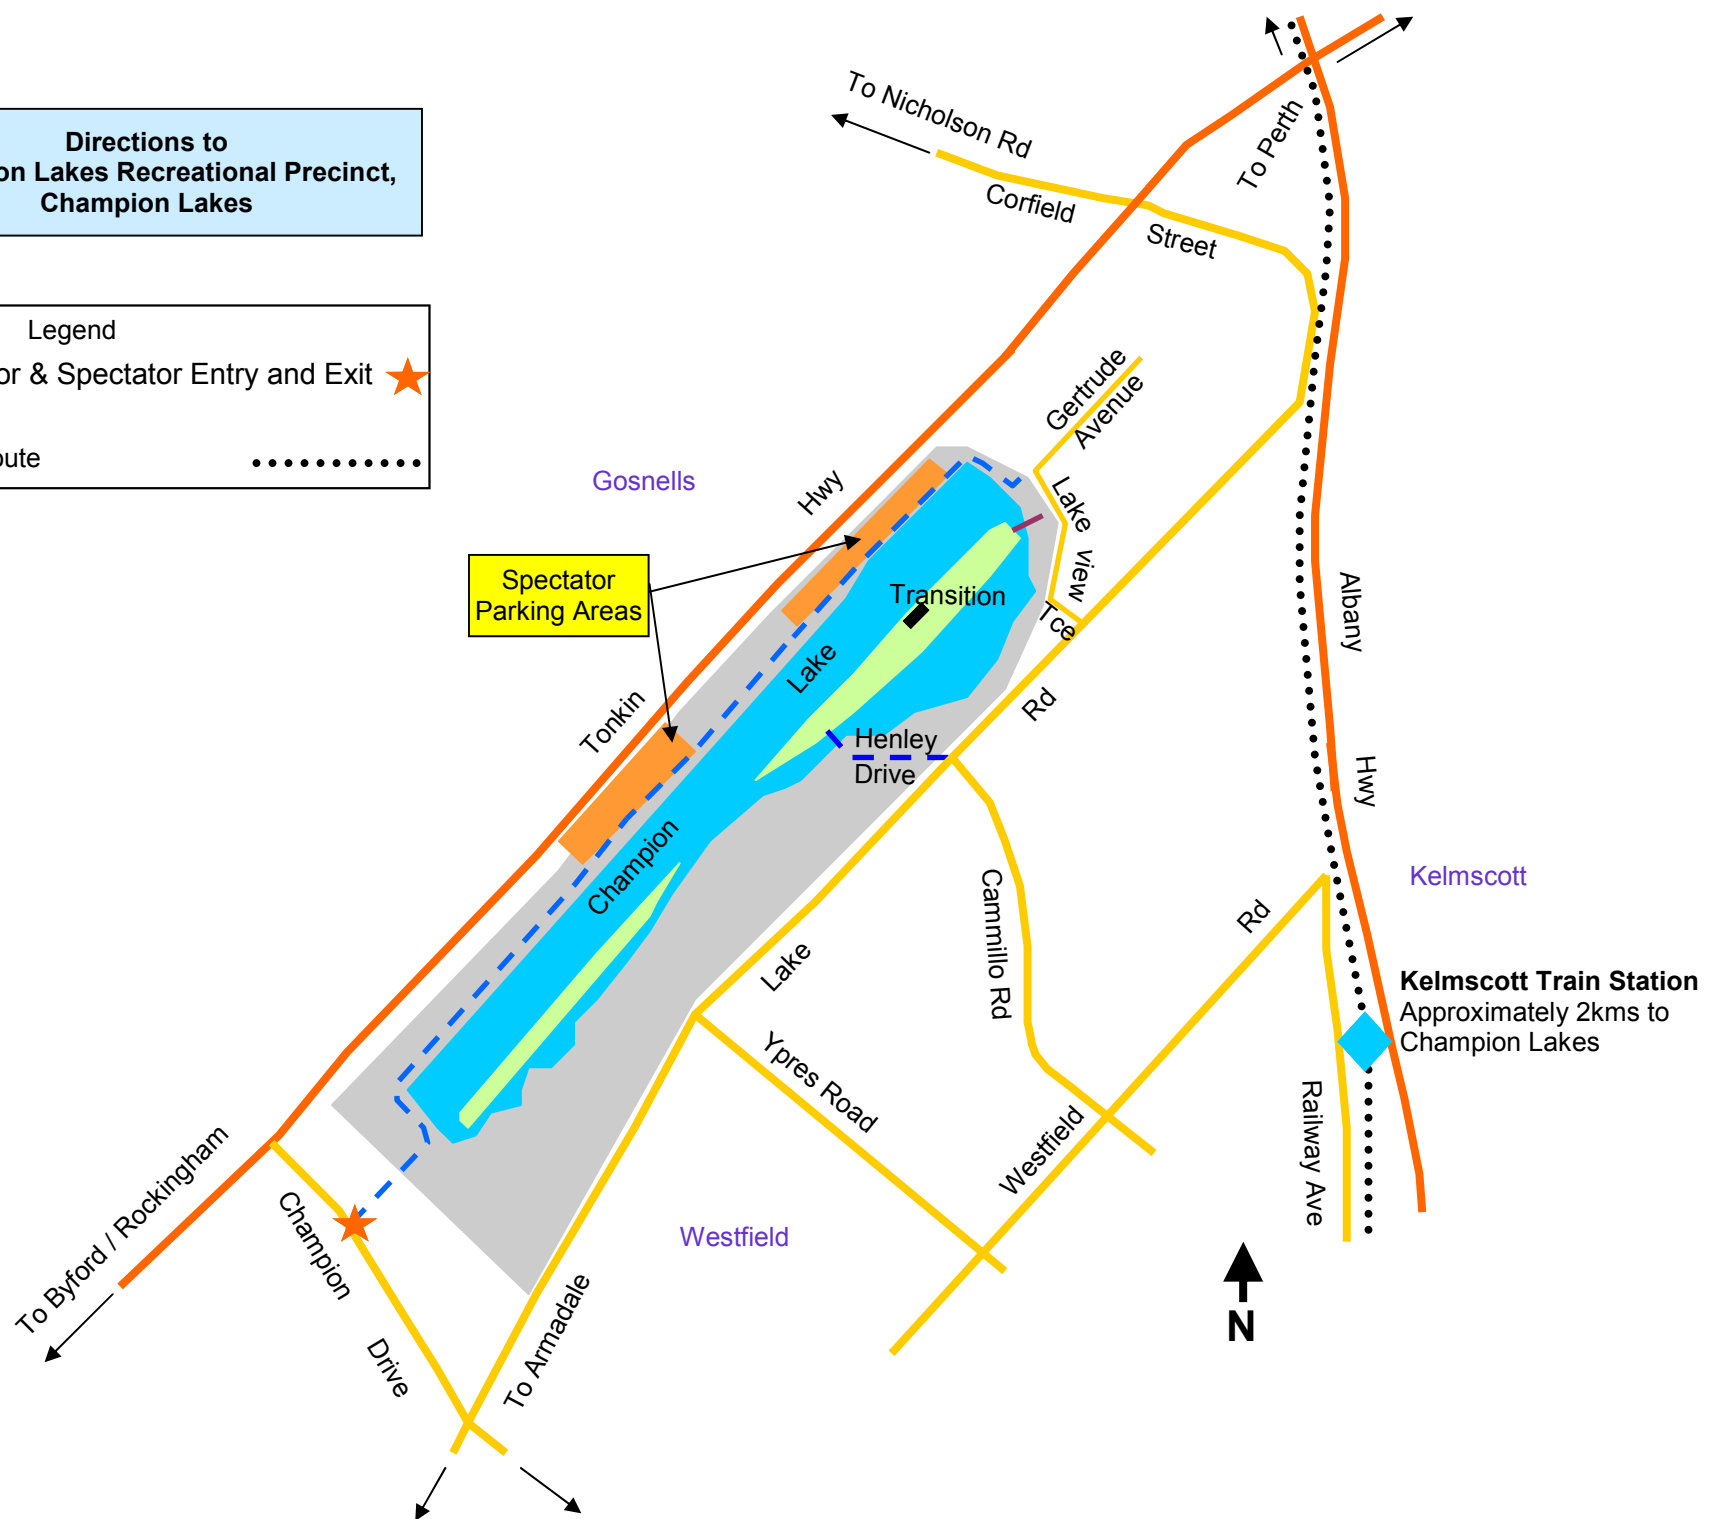 Directions to
on Lakes Recreational Precinct,
Champion Lakes
Legend
or & Spectator Entry and Exit
oute
To Nicholson Rd
Corfield
Street
To Perth
Gertrude
Avenue
Lake
view
Tce
Gosnells
Hwy
Tonkin
Spectator
Parking Areas
Transition
Lake
Champion
Henley
Drive
Rd
Lake
Albany
Hwy
Cammillo Rd
Kelmscott
Rd
Westfield
Kelmscott Train Station
Approximately 2kms to
Champion Lakes
Ypres Road
Railway Ave
Westfield
To Byford / Rockingham
Champion
Drive
To Armadale
N